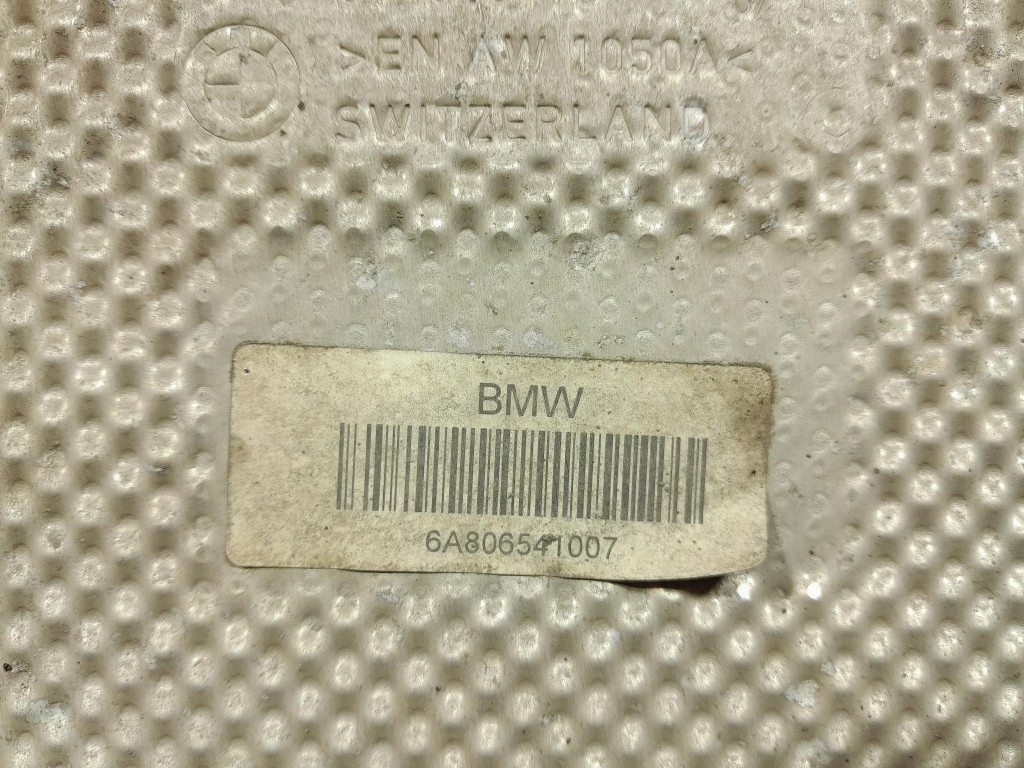 >EN AW 1050A<
SWITZERLAND
BMW
6A806541007